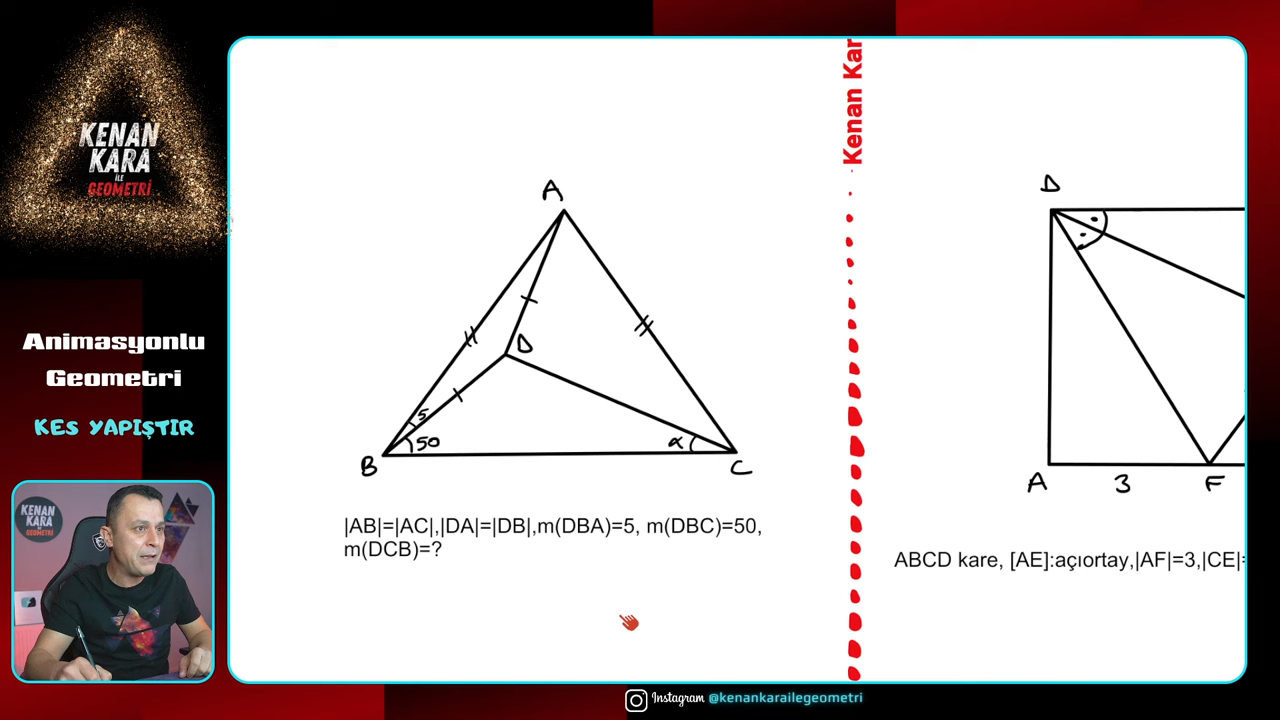 KENAN
KARA
İLE
GEOMETRİ
Animasyonlu
Geometri
KES YAPIŞTIR
KENAN
KARA
GEOMETRİ
Kenan Kar
A
D
5
50
α
B
C
|AB|=|AC|,|DA|=|DB|,m(DBA)=5, m(DBC)=50,
m(DCB)=?
D
A
3
F
ABCD kare, [AE]:açıortay,|AF|=3,|CE|=
Instagram @kenankarailegeometri